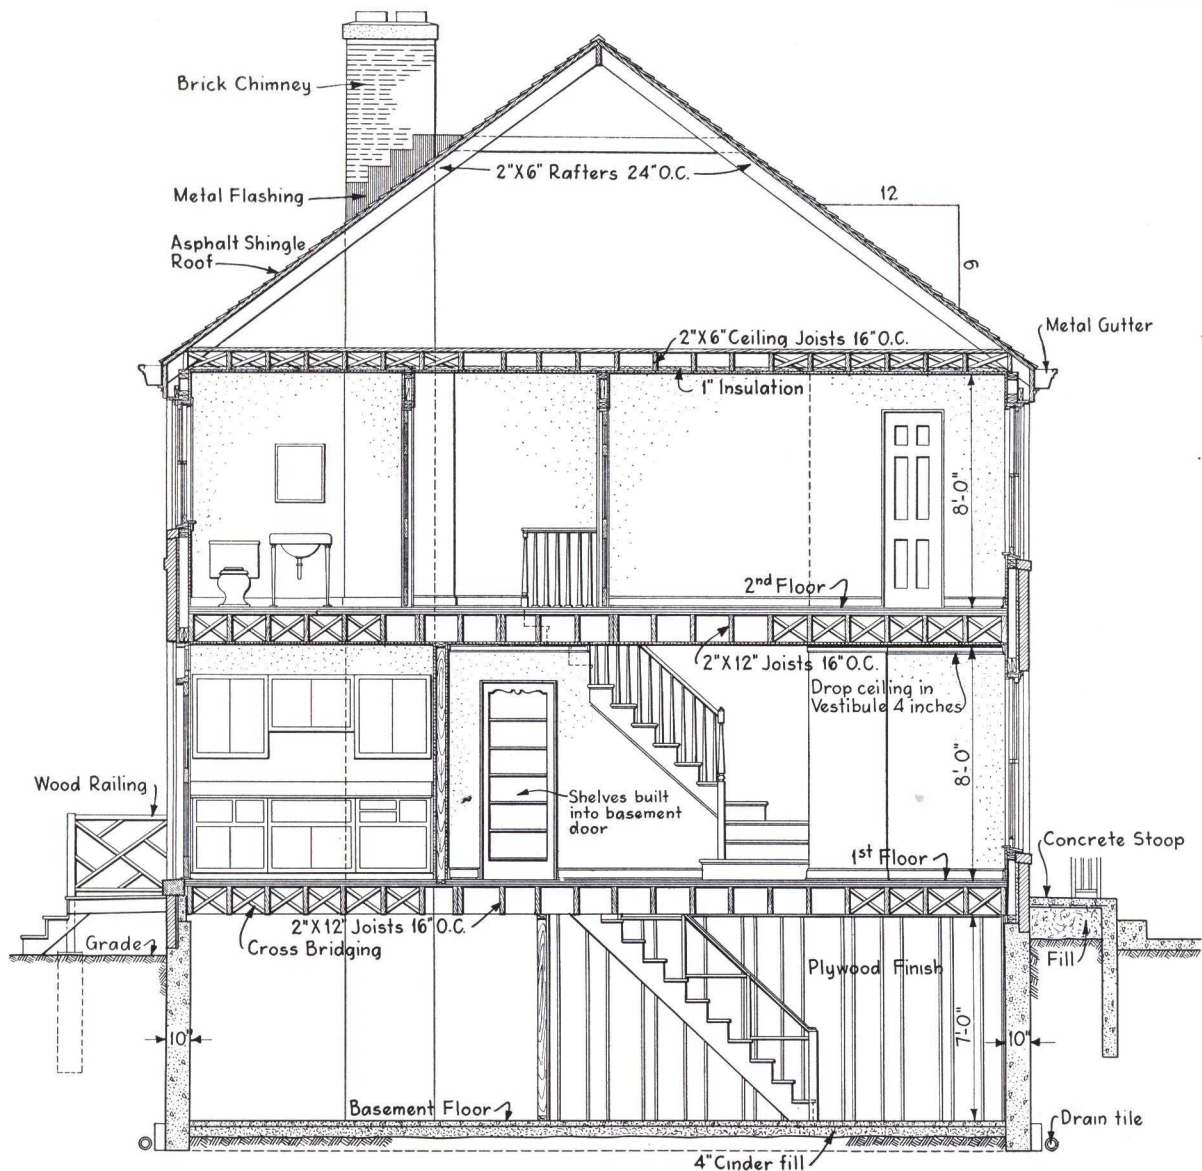 Brick Chimney
2"X6" Rafters 24"O.C.
Metal Flashing
12
Asphalt Shingle
Roof
9
Metal Gutter
2"X6" Ceiling Joists 16"O.C.
1" Insulation
8'-0"
2nd Floor
2"X12" Joists 16"O.C.
Drop ceiling in
Vestibule 4 inches
8'-0"
Wood Railing
Shelves built
into basement
door
Concrete Stoop
1st Floor
2"X12" Joists 16"O.C.
Cross Bridging
Grade
Fill
Plywood Finish
10"
7'-0"
10"
Basement Floor
Drain tile
4" Cinder fill